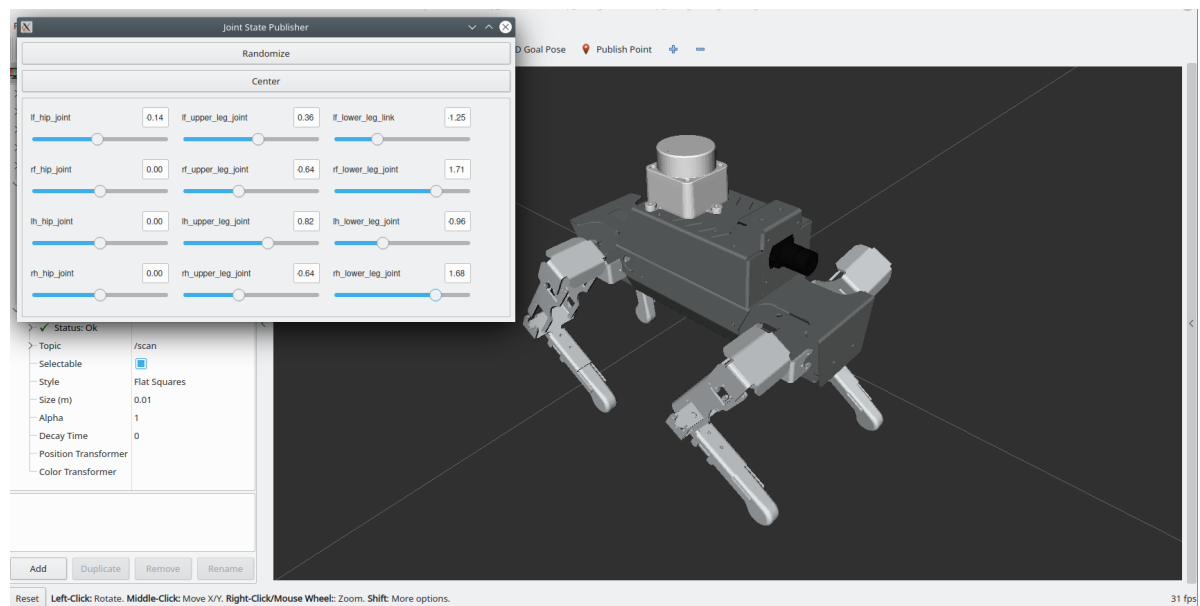 Joint State Publisher
Randomize
D Goal Pose Publish Point
Center
lf_hip_joint -0.14 lf_upper_leg_joint 0.36 lf_lower_leg_link -1.25
rf_hip_joint 0.00 rf_upper_leg_joint -0.64 rf_lower_leg_joint 1.71
lh_hip_joint 0.00 lh_upper_leg_joint 0.82 lh_lower_leg_joint -0.96
rh_hip_joint 0.00 rh_upper_leg_joint -0.64 rh_lower_leg_joint 1.68
Status: Ok
Topic /scan
Selectable
Style Flat Squares
Size (m) 0.01
Alpha 1
Decay Time 0
Position Transformer
Color Transformer
Add Duplicate Remove Rename
Reset Left-Click: Rotate. Middle-Click: Move X/Y. Right-Click/Mouse Wheel:: Zoom. Shift: More options. 31 fps